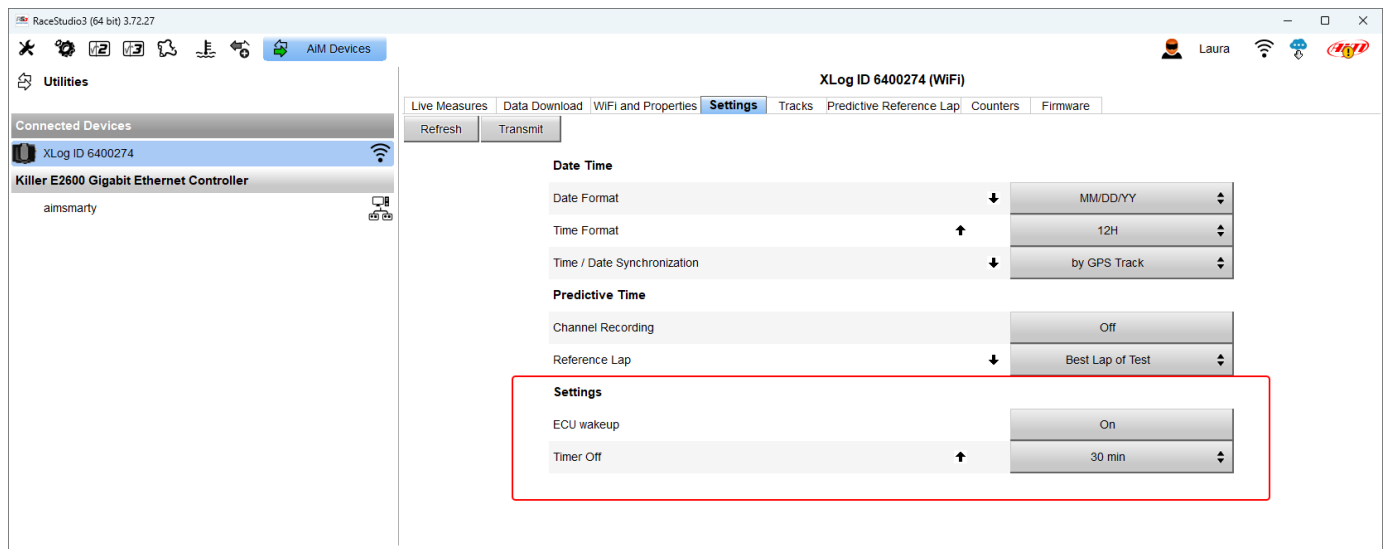 RaceStudio3 (64 bit) 3.72.27
AiM Devices
Laura
Utilities
Connected Devices
XLog ID 6400274
Killer E2600 Gigabit Ethernet Controller
aimsmarty
XLog ID 6400274 (WiFi)
Live Measures Data Download WiFi and Properties Settings Tracks Predictive Reference Lap Counters Firmware
Refresh Transmit
Date Time
Date Format MM/DD/YY
Time Format 12H
Time / Date Synchronization by GPS Track
Predictive Time
Channel Recording Off
Reference Lap Best Lap of Test
Settings
ECU wakeup On
Timer Off 30 min